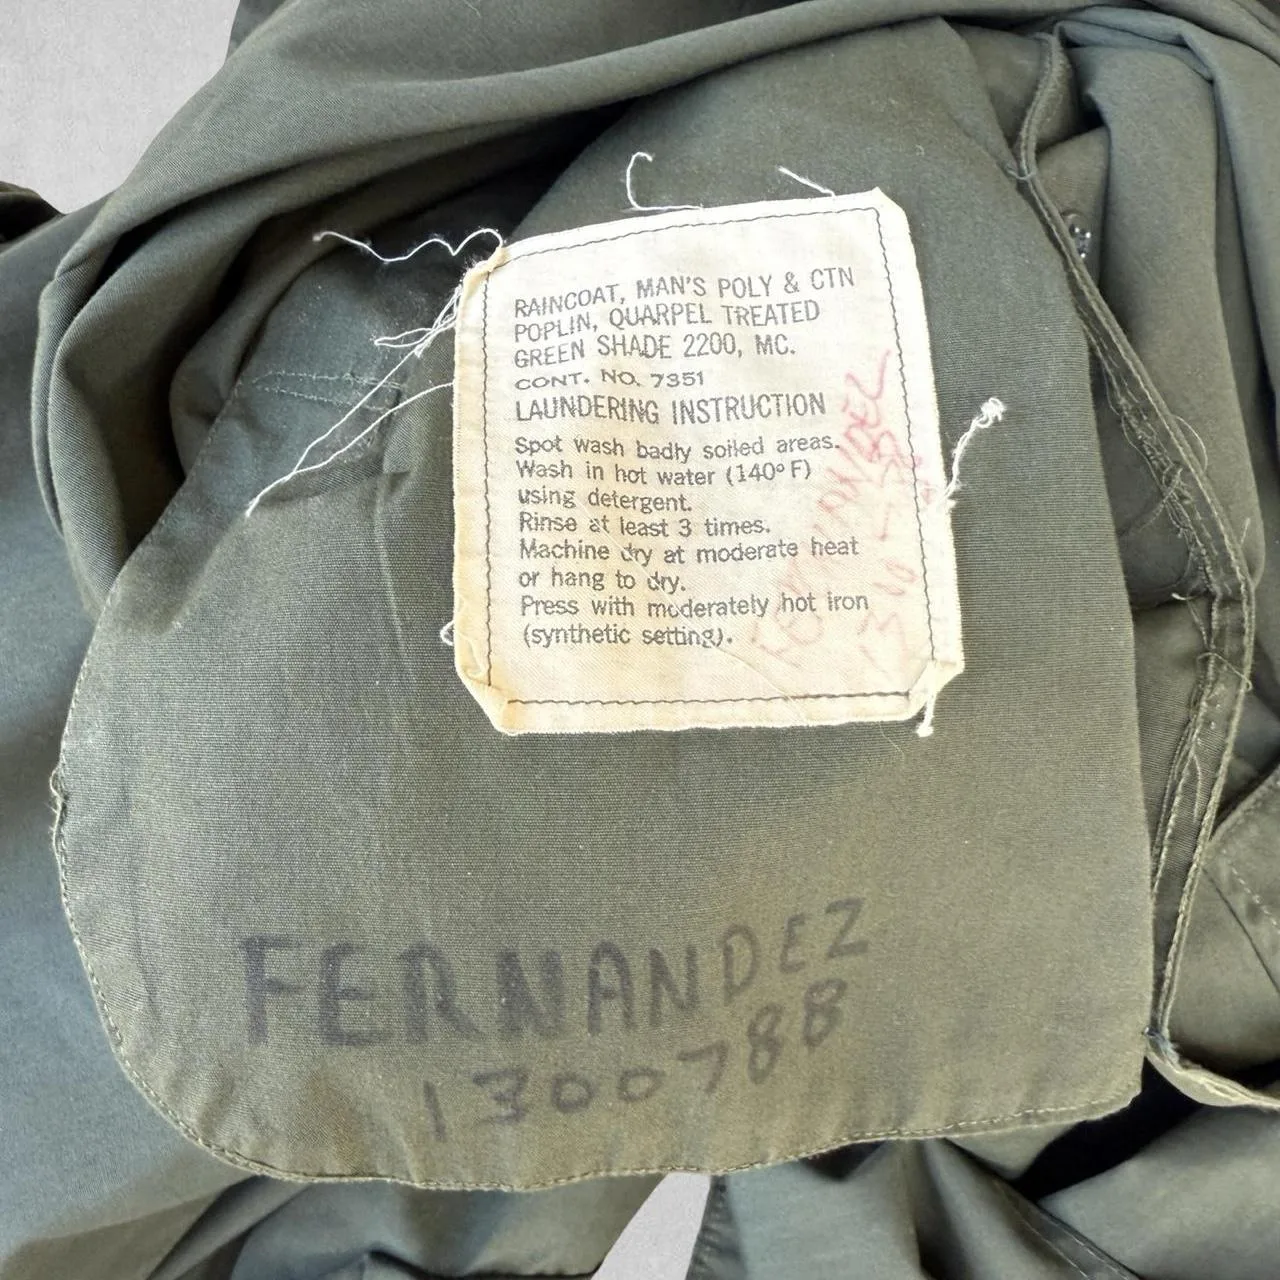 RAINCOAT, MAN'S POLY & CTN
POPLIN, QUARPEL TREATED
GREEN SHADE 2200, MC.
CONT. NO. 7351
LAUNDERING INSTRUCTION
Spot wash badly soiled areas.
Wash in hot water (140° F)
using detergent.
Rinse at least 3 times.
Machine dry at moderate heat
or hang to dry.
Press with moderately hot iron
(synthetic setting).
FERNANDEZ
1300788